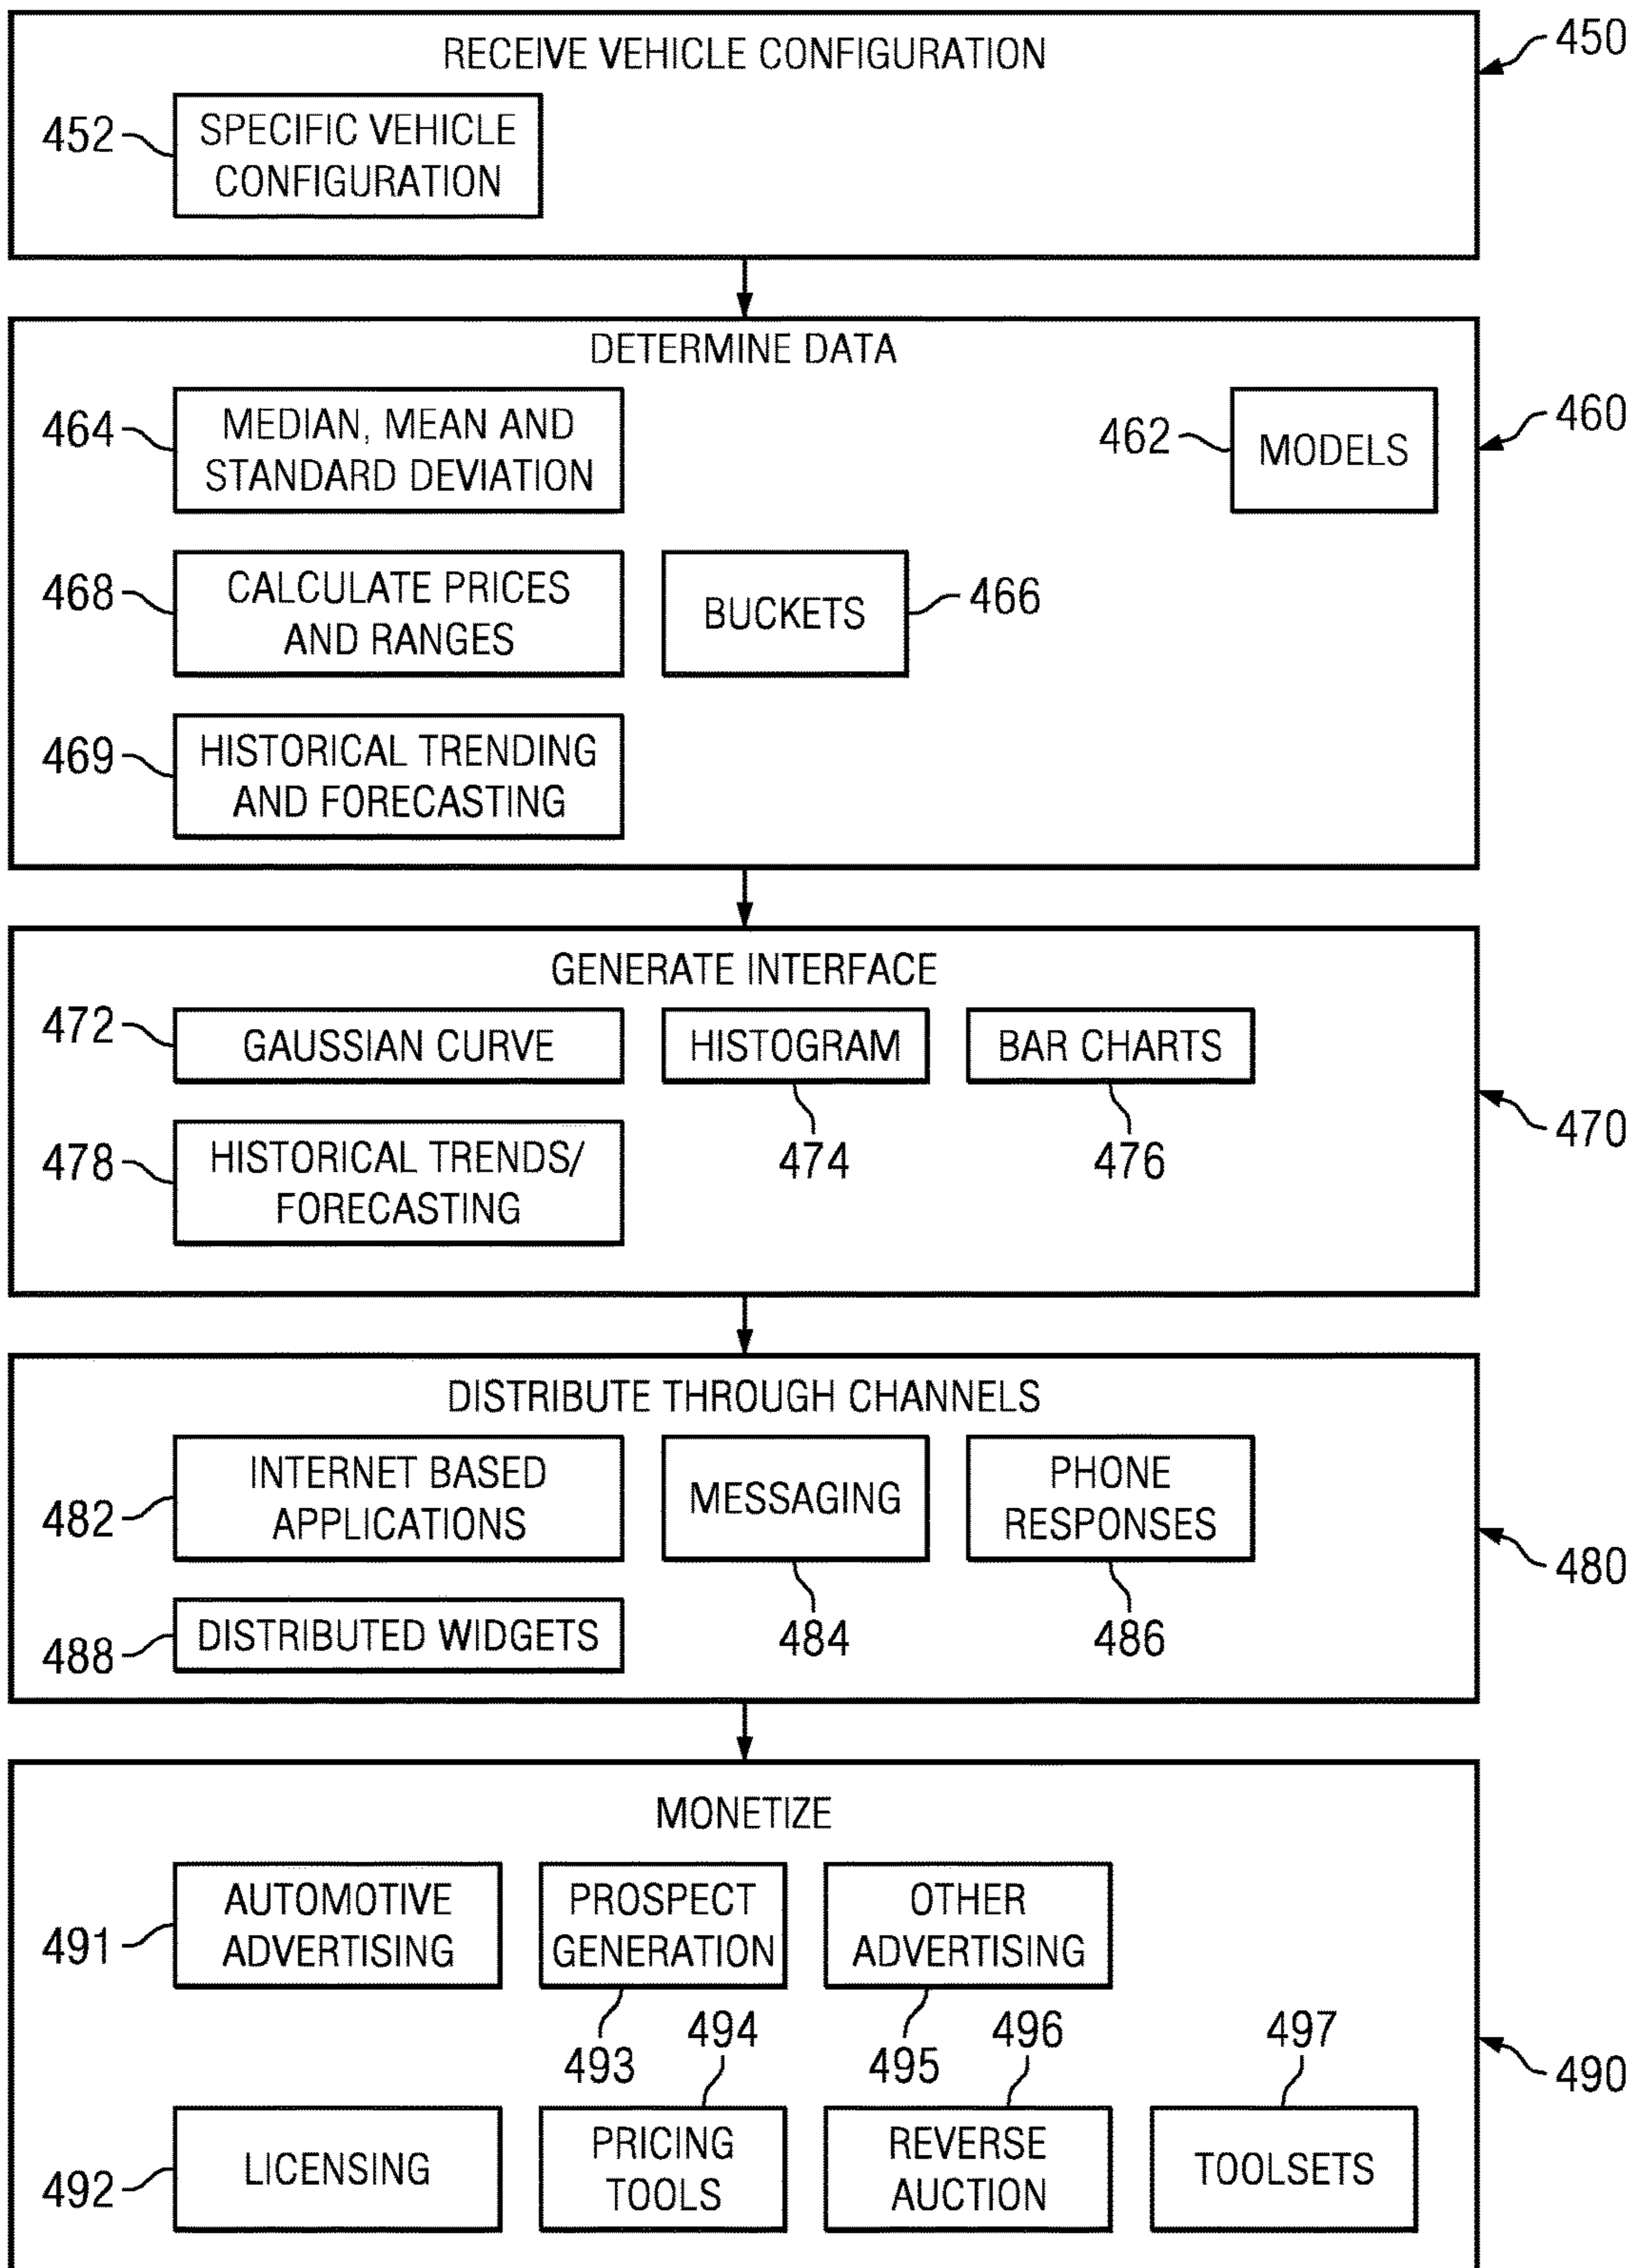 RECEIVE VEHICLE CONFIGURATION
450
452
SPECIFIC VEHICLE
CONFIGURATION
DETERMINE DATA
464
MEDIAN, MEAN AND
STANDARD DEVIATION
462
MODELS
460
468
CALCULATE PRICES
AND RANGES
BUCKETS
466
469
HISTORICAL TRENDING
AND FORECASTING
GENERATE INTERFACE
472
GAUSSIAN CURVE
HISTOGRAM
BAR CHARTS
474
476
470
478
HISTORICAL TRENDS/
FORECASTING
DISTRIBUTE THROUGH CHANNELS
482
INTERNET BASED
APPLICATIONS
MESSAGING
PHONE
RESPONSES
480
484
486
488
DISTRIBUTED WIDGETS
MONETIZE
491
AUTOMOTIVE
ADVERTISING
PROSPECT
GENERATION
OTHER
ADVERTISING
493
494
495
496
497
490
492
LICENSING
PRICING
TOOLS
REVERSE
AUCTION
TOOLSETS